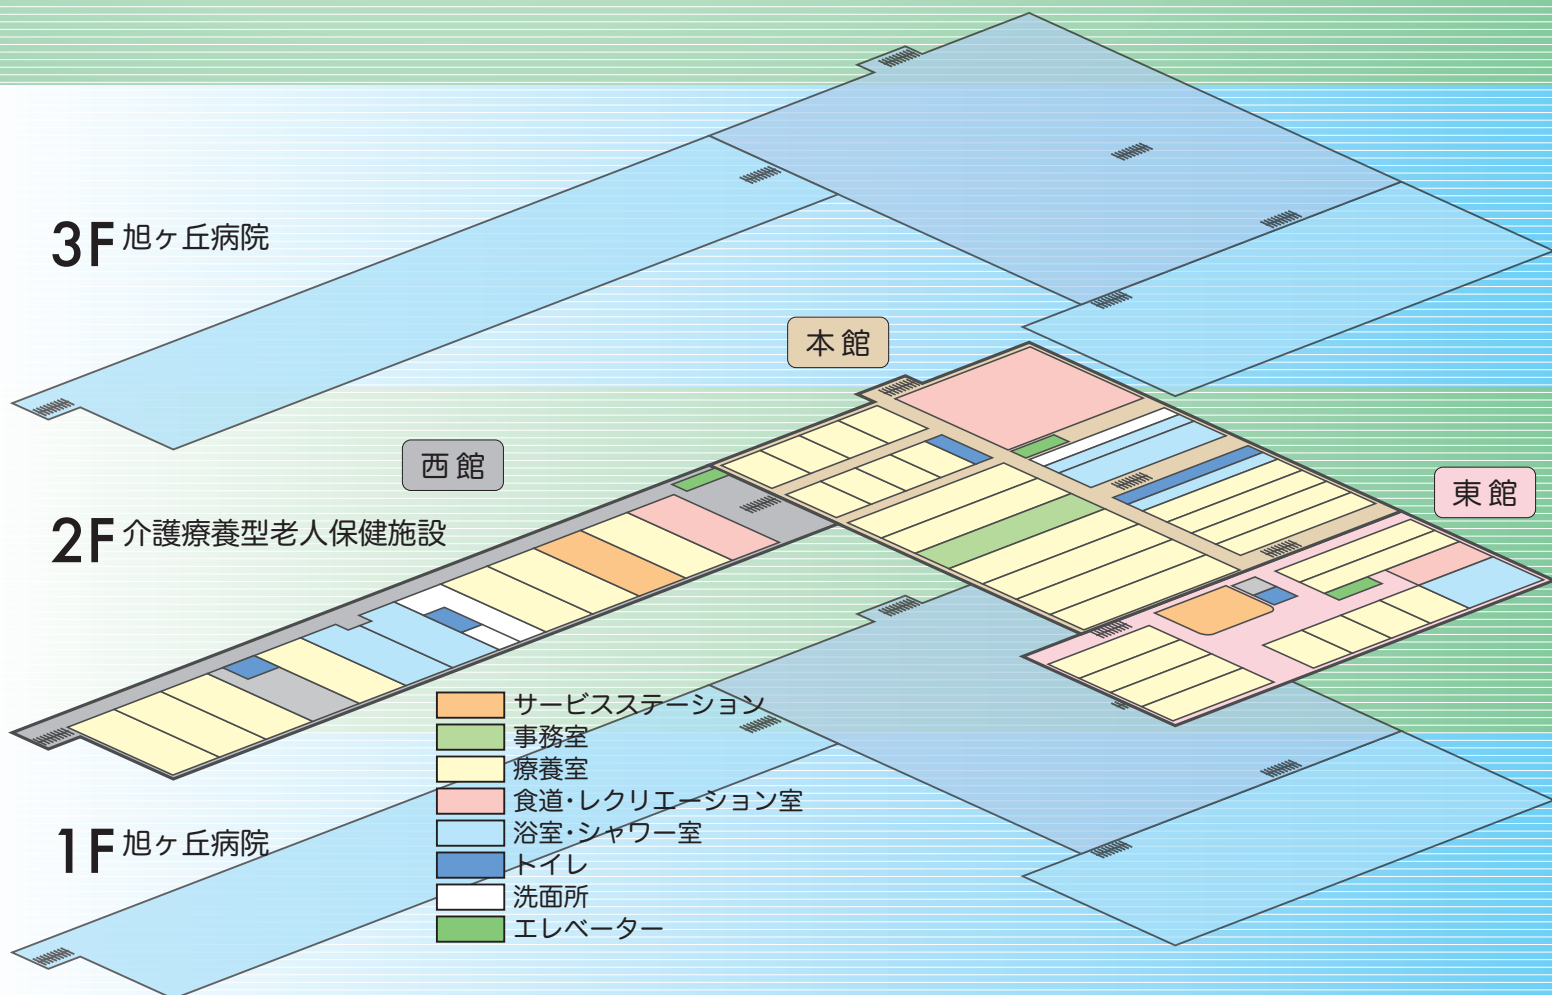 3F 旭ヶ丘病院
本館
西館
東館
2F 介護療養型老人保健施設
サービスステーション
事務室
療養室
食道・レクリエーション室
浴室・シャワー室
トイレ
洗面所
エレベーター
1F 旭ヶ丘病院